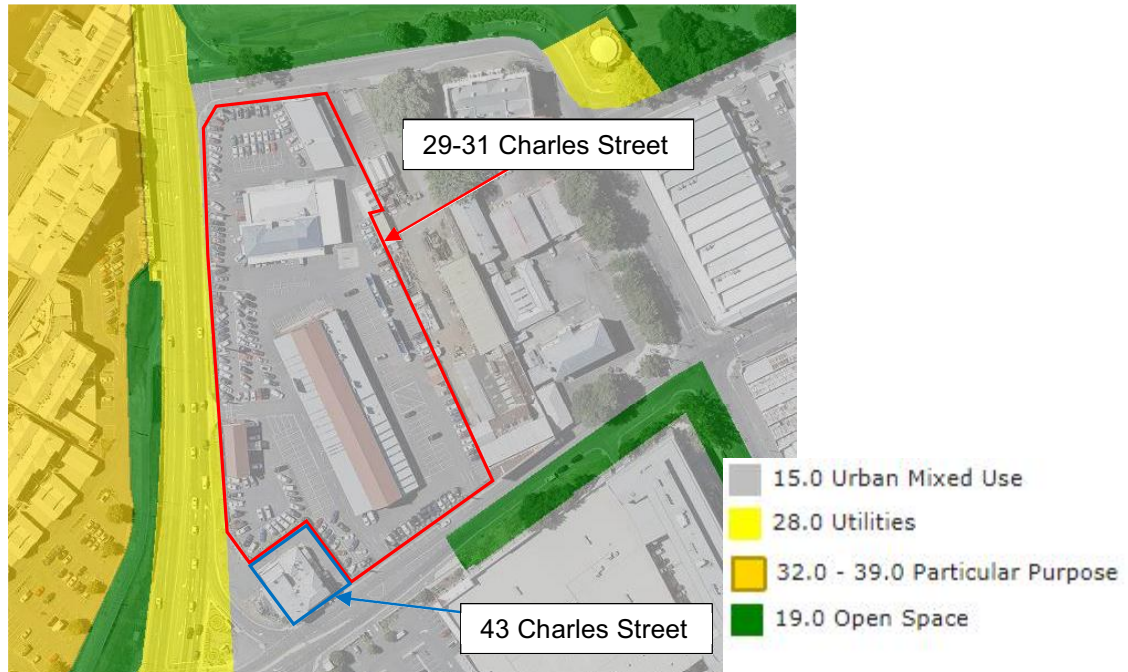 29-31 Charles Street
15.0 Urban Mixed Use
28.0 Utilities
32.0 - 39.0 Particular Purpose
19.0 Open Space
43 Charles Street